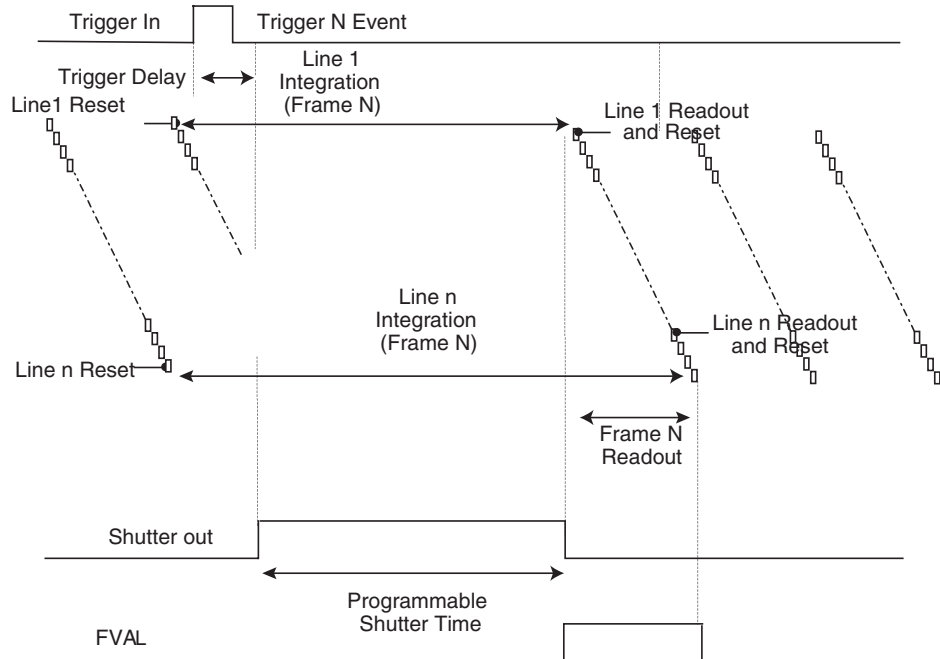 Trigger In
Trigger N Event
Trigger Delay
Line 1
Integration
(Frame N)
Line1 Reset
Line 1 Readout
and Reset
Line n
Integration
(Frame N)
Line n Readout
and Reset
Line n Reset
Frame N
Readout
Shutter out
Programmable
Shutter Time
FVAL